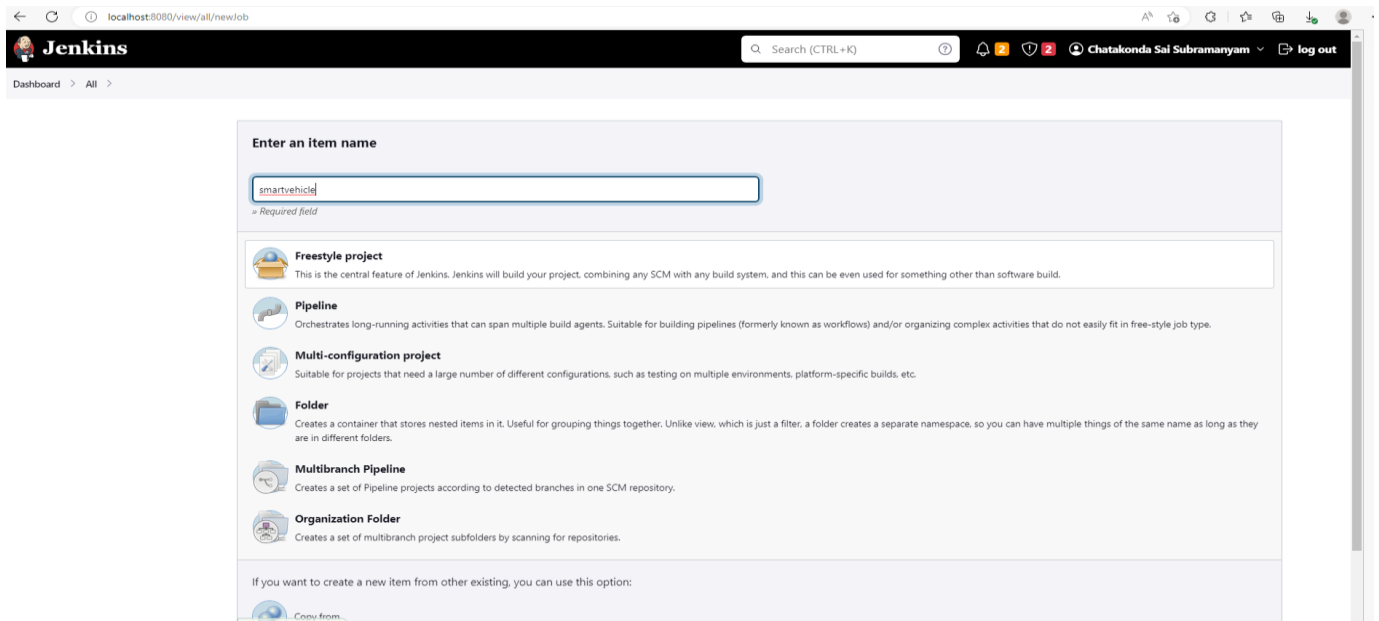 localhost:8080/view/all/newJob
Jenkins
Search (CTRL+K)
2
2
Chatakonda Sai Subramanyam
log out
Dashboard
All
Enter an item name
smartvehicle
» Required field
Freestyle project
This is the central feature of Jenkins. Jenkins will build your project, combining any SCM with any build system, and this can be even used for something other than software build.
Pipeline
Orchestrates long-running activities that can span multiple build agents. Suitable for building pipelines (formerly known as workflows) and/or organizing complex activities that do not easily fit in free-style job type.
Multi-configuration project
Suitable for projects that need a large number of different configurations, such as testing on multiple environments, platform-specific builds, etc.
Folder
Creates a container that stores nested items in it. Useful for grouping things together. Unlike view, which is just a filter, a folder creates a separate namespace, so you can have multiple things of the same name as long as they
are in different folders.
Multibranch Pipeline
Creates a set of Pipeline projects according to detected branches in one SCM repository.
Organization Folder
Creates a set of multibranch project subfolders by scanning for repositories.
If you want to create a new item from other existing, you can use this option:
Copy from